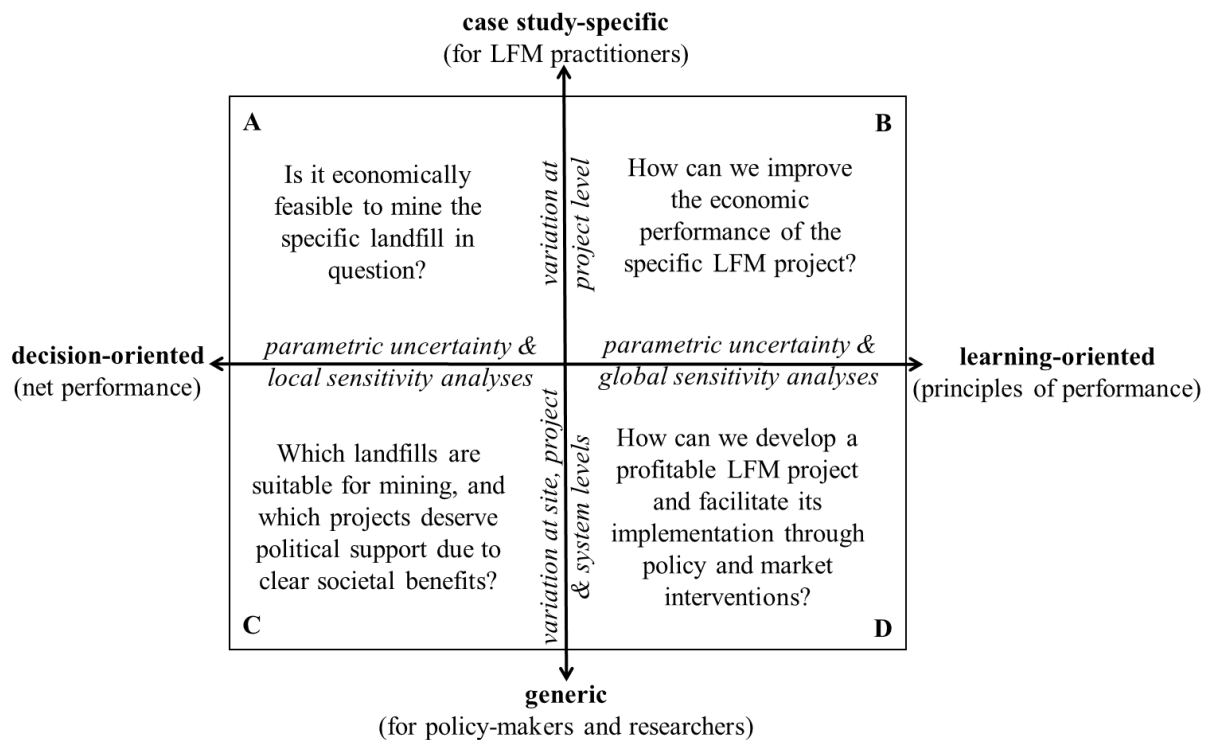 case study-specific
(for LFM practitioners)
A
B
Is it economically
feasible to mine the
specific landfill in
question?
variation at
project level
How can we improve
the economic
performance of the
specific LFM project?
decision-oriented
(net performance)
parametric uncertainty &
local sensitivity analyses
parametric uncertainty &
global sensitivity analyses
learning-oriented
(principles of performance)
Which landfills are
suitable for mining, and
which projects deserve
political support due to
clear societal benefits?
variation at site, project
& system levels
How can we develop a
profitable LFM project
and facilitate its
implementation through
policy and market
interventions?
C
D
generic
(for policy-makers and researchers)